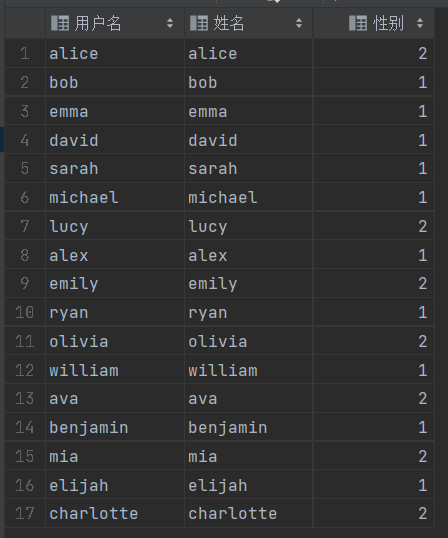 用户名 姓名 性别
1 alice alice 2
2 bob bob 1
3 emma emma 1
4 david david 1
5 sarah sarah 1
6 michael michael 1
7 lucy lucy 2
8 alex alex 1
9 emily emily 2
10 ryan ryan 1
11 olivia olivia 2
12 william william 1
13 ava ava 2
14 benjamin benjamin 1
15 mia mia 2
16 elijah elijah 1
17 charlotte charlotte 2